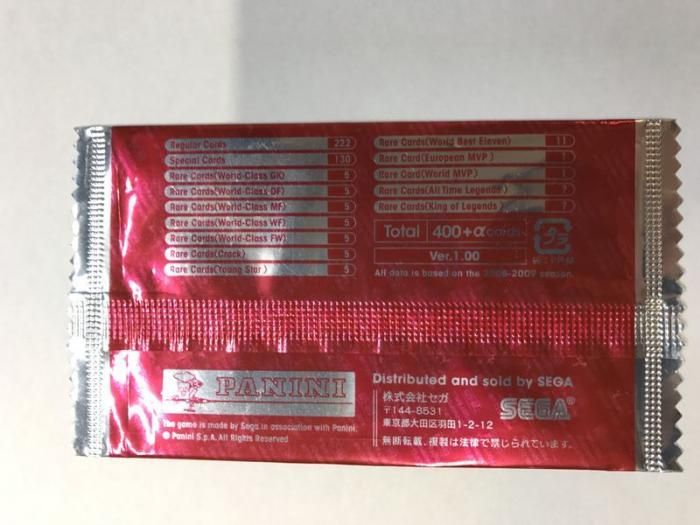 Regular Cards 222
Special Cards 130
Rare Cards(World-Class GK) 5
Rare Cards(World-Class DF) 5
Rare Cards(World-Class MF) 5
Rare Cards(World-Class WF) 5
Rare Cards(World-Class FW) 5
Rare Cards(Crack) 5
Rare Cards(Young Star) 5
Rare Cards(World Best Eleven) 11
Rare Card(European MVP) ?
Rare Card(World MVP) 1
Rare Cards(All Time Legends) ?
Rare Cards(King of Legends) ?
Total 400+αcards
Ver.1.00
All data is based on the 2008-2009 season.
PANINI
The game is made by Sega in association with Panini.
© Panini S.p.A. All Rights Reserved
Distributed and sold by SEGA
株式会社セガ
〒144-8531
東京都大田区羽田1-2-12
SEGA®
無断転載、複製は法律で禁じられています。